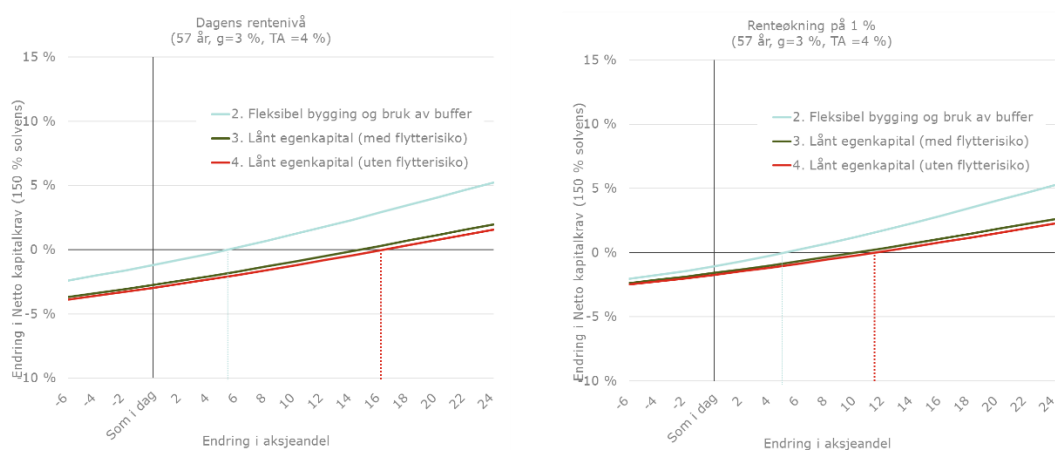 Dagens rentenivå
(57 år, g=3 %, TA =4 %)
15 %
10 %
5 %
0 %
-5 %
-10 %
Endring i Netto kapitalkrav (150 % solvens)
2. Fleksibel bygging og bruk av buffer
3. Lånt egenkapital (med flytterisiko)
4. Lånt egenkapital (uten flytterisiko)
-6
-4
-2
Som i dag
2
4
6
8
10
12
14
16
18
20
22
24
Endring i aksjeandel
Renteøkning på 1 %
(57 år, g=3 %, TA =4 %)
15 %
10 %
5 %
0 %
-5 %
-10 %
Endring i Netto kapitalkrav (150 % solvens)
2. Fleksibel bygging og bruk av buffer
3. Lånt egenkapital (med flytterisiko)
4. Lånt egenkapital (uten flytterisiko)
-6
-4
-2
Som i dag
2
4
6
8
10
12
14
16
18
20
22
24
Endring i aksjeandel